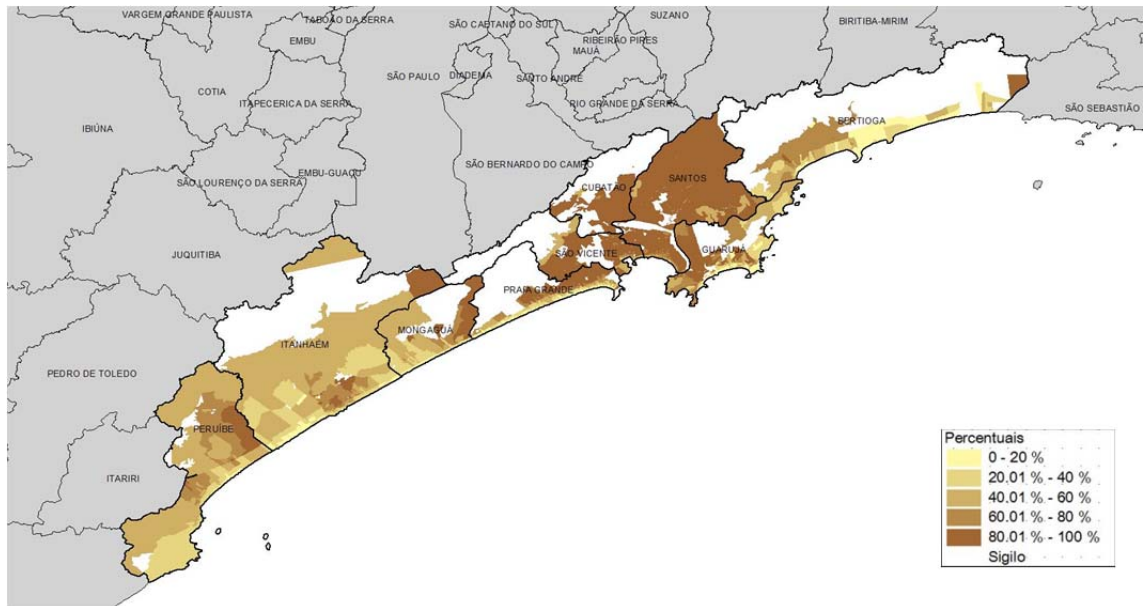 VARGEM GRANDE PAULISTA
TABOÃO DA SERRA
SÃO CAETANO DO SUL
SUZANO
BIRITIBA-MIRIM
EMBU
RIBEIRÃO PIRES
MAUÁ
SÃO PAULO
DIADEMA
SANTO ANDRÉ
COTIA
ITAPECERICA DA SERRA
RIO GRANDE DA SERRA
SÃO SEBASTIÃO
IBIÚNA
BERTIOGA
SÃO BERNARDO DO CAMPO
EMBU-GUAÇU
SÃO LOURENÇO DA SERRA
SANTOS
CUBATÃO
JUQUITIBA
SÃO VICENTE
GUARUJÁ
PRAIA GRANDE
MONGAGUÁ
ITANHAÉM
PEDRO DE TOLEDO
PERUÍBE
ITARIRI
Percentuais
0 - 20 %
20.01 % - 40 %
40.01 % - 60 %
60.01 % - 80 %
80.01 % - 100 %
Sigilo